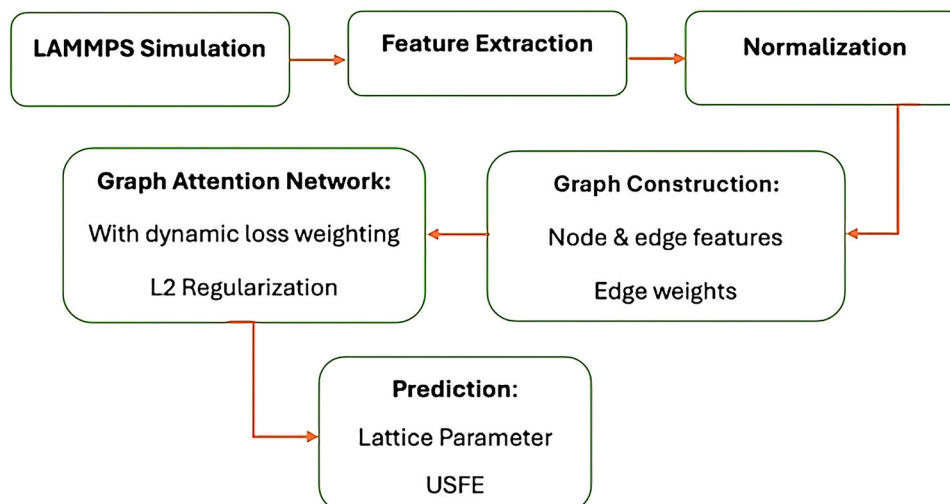 LAMMPS Simulation
Feature Extraction
Normalization
Graph Construction:
Node & edge features
Edge weights
Graph Attention Network:
With dynamic loss weighting
L2 Regularization
Prediction:
Lattice Parameter
USFE